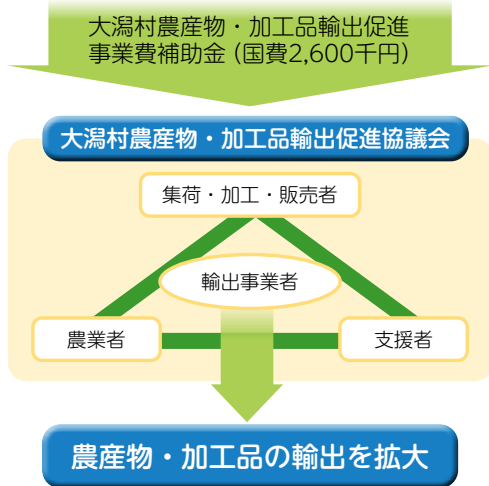 大潟村農産物・加工品輸出促進
事業費補助金（国費2,600千円）
大潟村農産物・加工品輸出促進協議会
集荷・加工・販売者
輸出事業者
農業者
支援者
農産物・加工品の輸出を拡大